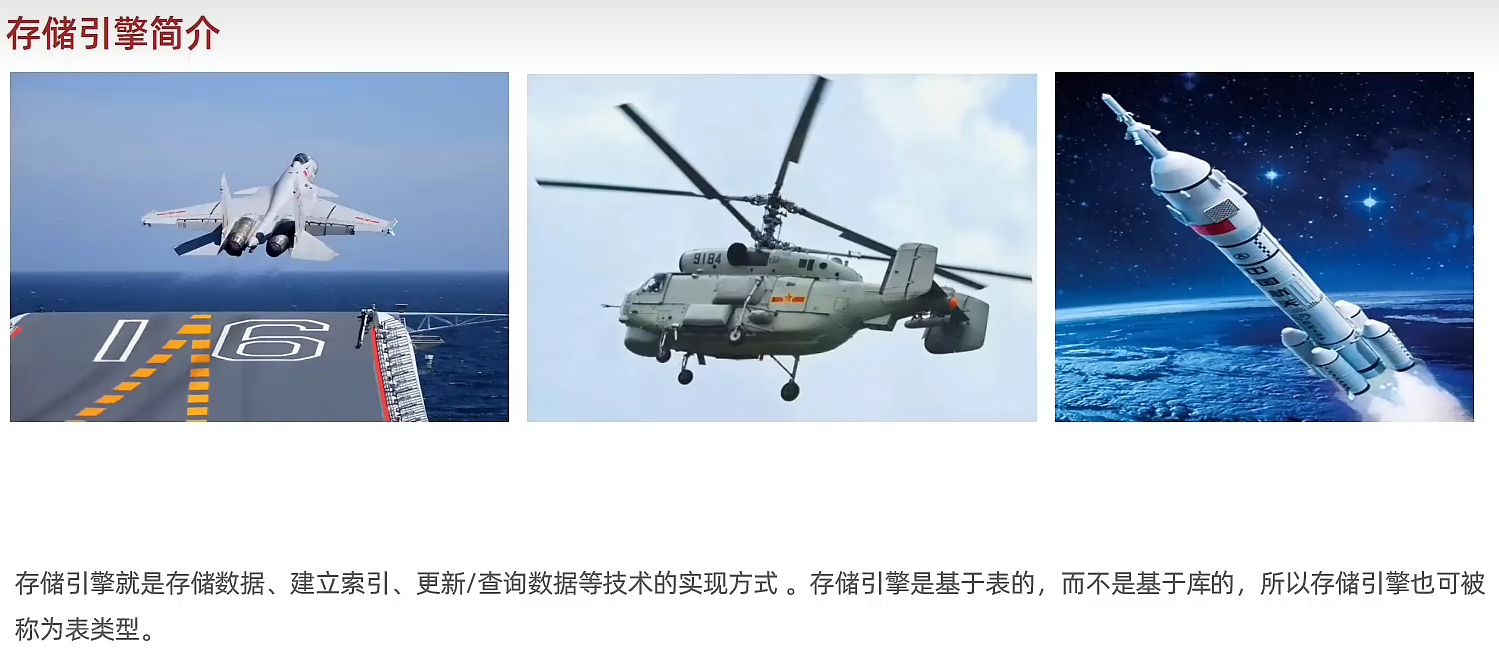 存储引擎简介
16
9184
存储引擎就是存储数据、建立索引、更新/查询数据等技术的实现方式 。存储引擎是基于表的，而不是基于库的，所以存储引擎也可被
称为表类型。